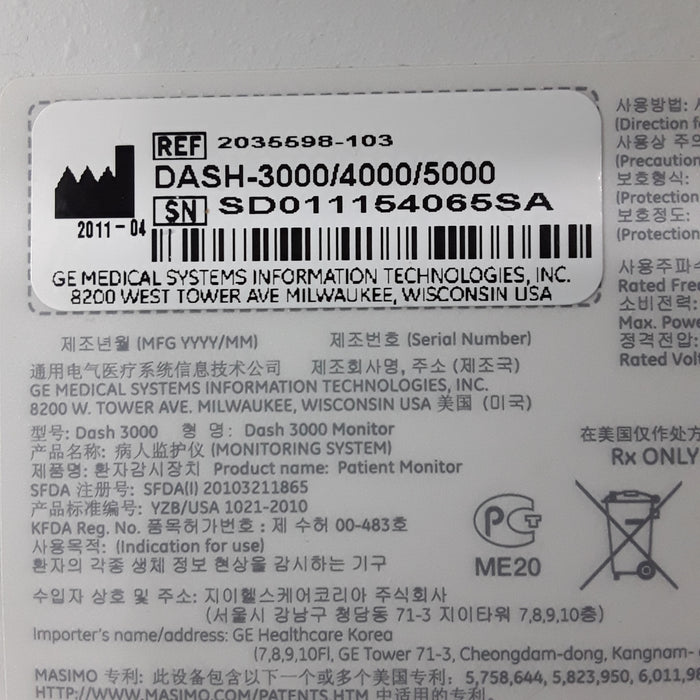 REF 2035598-103
DASH-3000/4000/5000
SN SD011154065SA
2011-04
GE MEDICAL SYSTEMS INFORMATION TECHNOLOGIES, INC.
8200 WEST TOWER AVE MILWAUKEE, WISCONSIN USA
제조년월 (MFG YYYY/MM) 제조번호 (Serial Number)
通用电气医疗系统信息技术公司 제조회사명, 주소 (제조국)
GE MEDICAL SYSTEMS INFORMATION TECHNOLOGIES, INC.
8200 W. TOWER AVE. MILWAUKEE, WISCONSIN USA 美国 (미국)
型号: Dash 3000 형 명: Dash 3000 Monitor
产品名称: 病人监护仪 (MONITORING SYSTEM)
제품명: 환자감시장치 Product name: Patient Monitor
SFDA 注册号: SFDA(I) 20103211865
产品标准编号: YZB/USA 1021-2010
KFDA Reg. No. 품목허가번호 : 제 수허 00-483호
사용목적: (Indication for use)
환자의 각종 생체 정보 현상을 감시하는 기구
수입자 상호 및 주소: 지이헬스케어코리아 주식회사
(서울시 강남구 청담동 71-3 지이타워 7,8,9,10층)
Importer's name/address: GE Healthcare Korea
(7,8,9,10Fl, GE Tower 71-3, Cheongdam-dong, Kangnam-
MASIMO 专利: 此设备包含以下一个或多个美国专利: 5,758,644, 5,823,950, 6,011,9
HTTP://WWW.MASIMO.COM/PATENTS.HTM 中适用的专利.
사용방법:
(Direction fo
사용상 주의
(Precaution
보호형식:
(Protection
보호정도:
(Protection
사용주파수
Rated Fre
소비전력:
Max. Powe
정격전압:
Rated Vol
在美国仅作处方
Rx ONLY
PCT
ME20